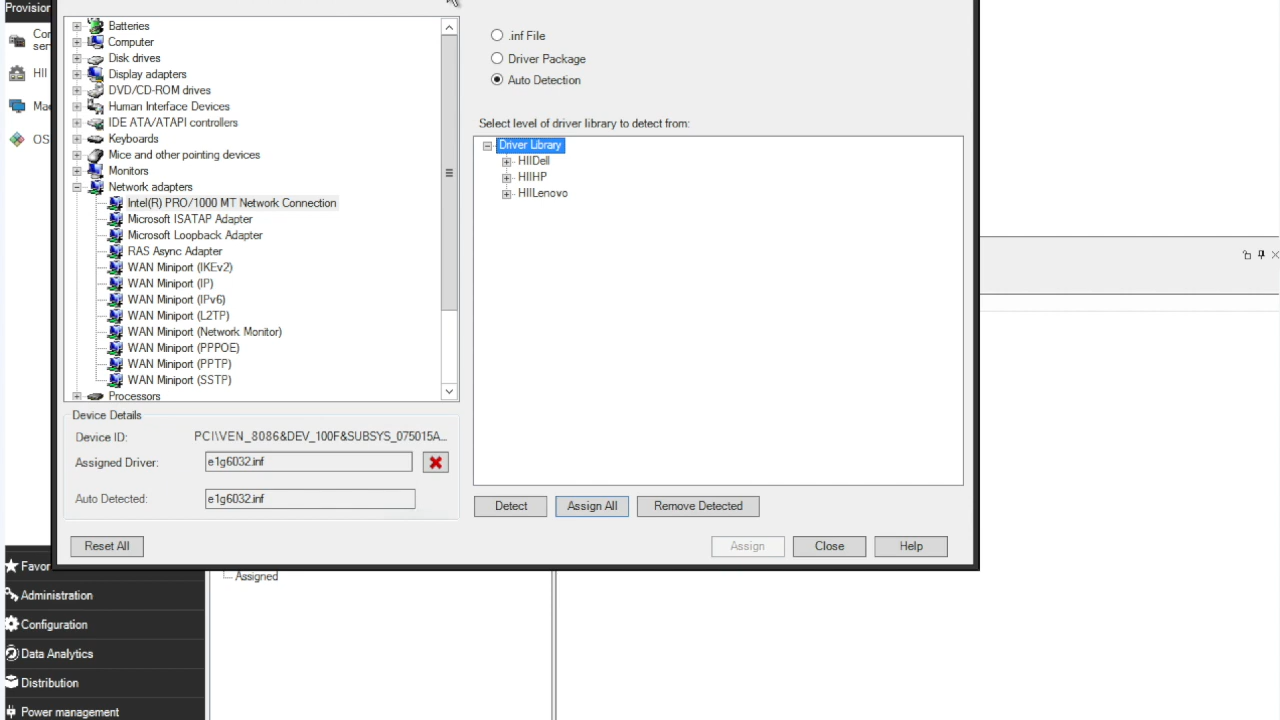 Provision
Con
serv
HII
Mac
OS
Batteries
Computer
Disk drives
Display adapters
DVD/CD-ROM drives
Human Interface Devices
IDE ATA/ATAPI controllers
Keyboards
Mice and other pointing devices
Monitors
Network adapters
Intel(R) PRO/1000 MT Network Connection
Microsoft ISATAP Adapter
Microsoft Loopback Adapter
RAS Async Adapter
WAN Miniport (IKEv2)
WAN Miniport (IP)
WAN Miniport (IPv6)
WAN Miniport (L2TP)
WAN Miniport (Network Monitor)
WAN Miniport (PPPOE)
WAN Miniport (PPTP)
WAN Miniport (SSTP)
Processors
Device Details
Device ID: PCI\VEN_8086&DEV_100F&SUBSYS_075015A...
Assigned Driver: e1g6032.inf
Auto Detected: e1g6032.inf
Reset All
.inf File
Driver Package
Auto Detection
Select level of driver library to detect from:
Driver Library
HIIDell
HIIHP
HIILenovo
Detect Assign All Remove Detected
Assign Close Help
Favor
Administration
Configuration
Data Analytics
Distribution
Power management
Assigned